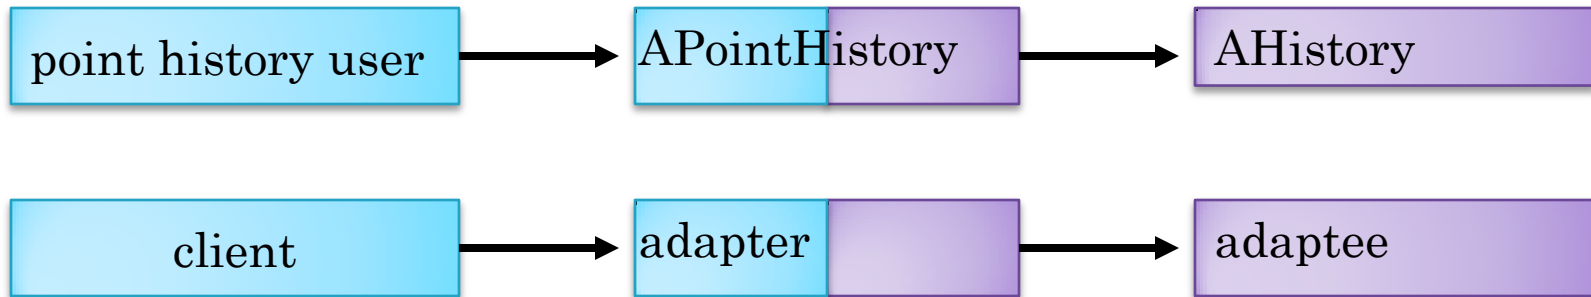 point history user
APointHistory
AHistory
client
adapter
adaptee